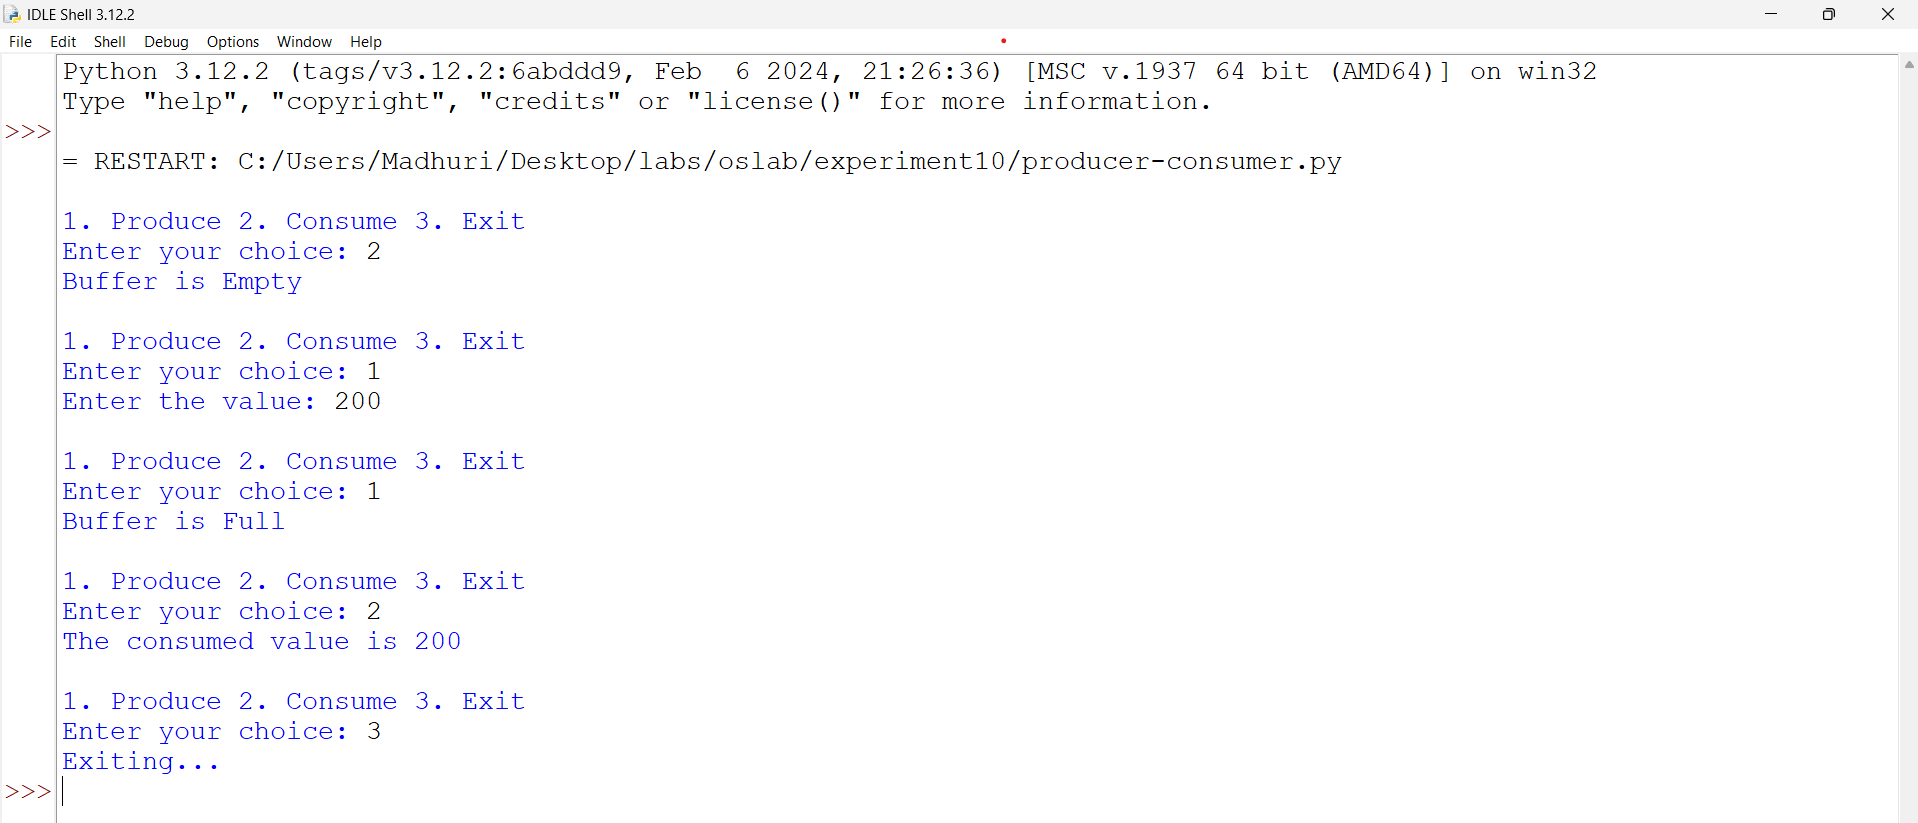 IDLE Shell 3.12.2
File Edit Shell Debug Options Window Help
Python 3.12.2 (tags/v3.12.2:6abddd9, Feb  6 2024, 21:26:36) [MSC v.1937 64 bit (AMD64)] on win32
Type "help", "copyright", "credits" or "license()" for more information.
>>>
= RESTART: C:/Users/Madhuri/Desktop/labs/oslab/experiment10/producer-consumer.py
1. Produce 2. Consume 3. Exit
Enter your choice: 2
Buffer is Empty
1. Produce 2. Consume 3. Exit
Enter your choice: 1
Enter the value: 200
1. Produce 2. Consume 3. Exit
Enter your choice: 1
Buffer is Full
1. Produce 2. Consume 3. Exit
Enter your choice: 2
The consumed value is 200
1. Produce 2. Consume 3. Exit
Enter your choice: 3
Exiting...
>>>